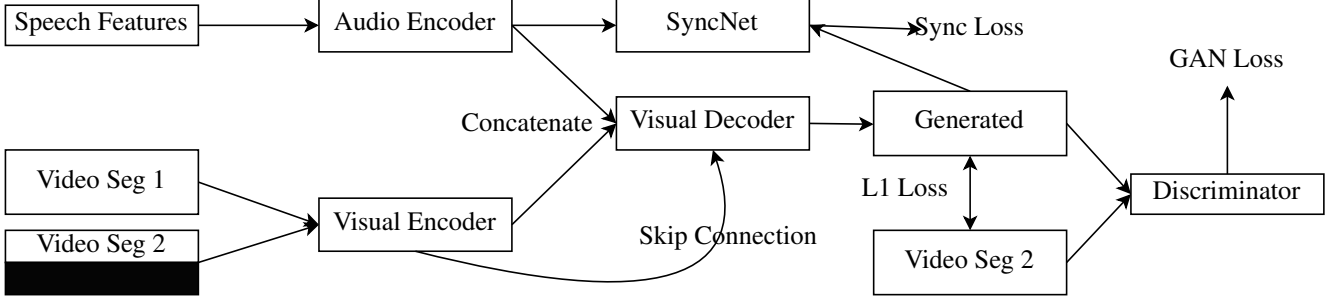 Speech Features
Audio Encoder
SyncNet
Sync Loss
GAN Loss
Concatenate
Visual Decoder
Generated
Video Seg 1
L1 Loss
Discriminator
Visual Encoder
Skip Connection
Video Seg 2
Video Seg 2